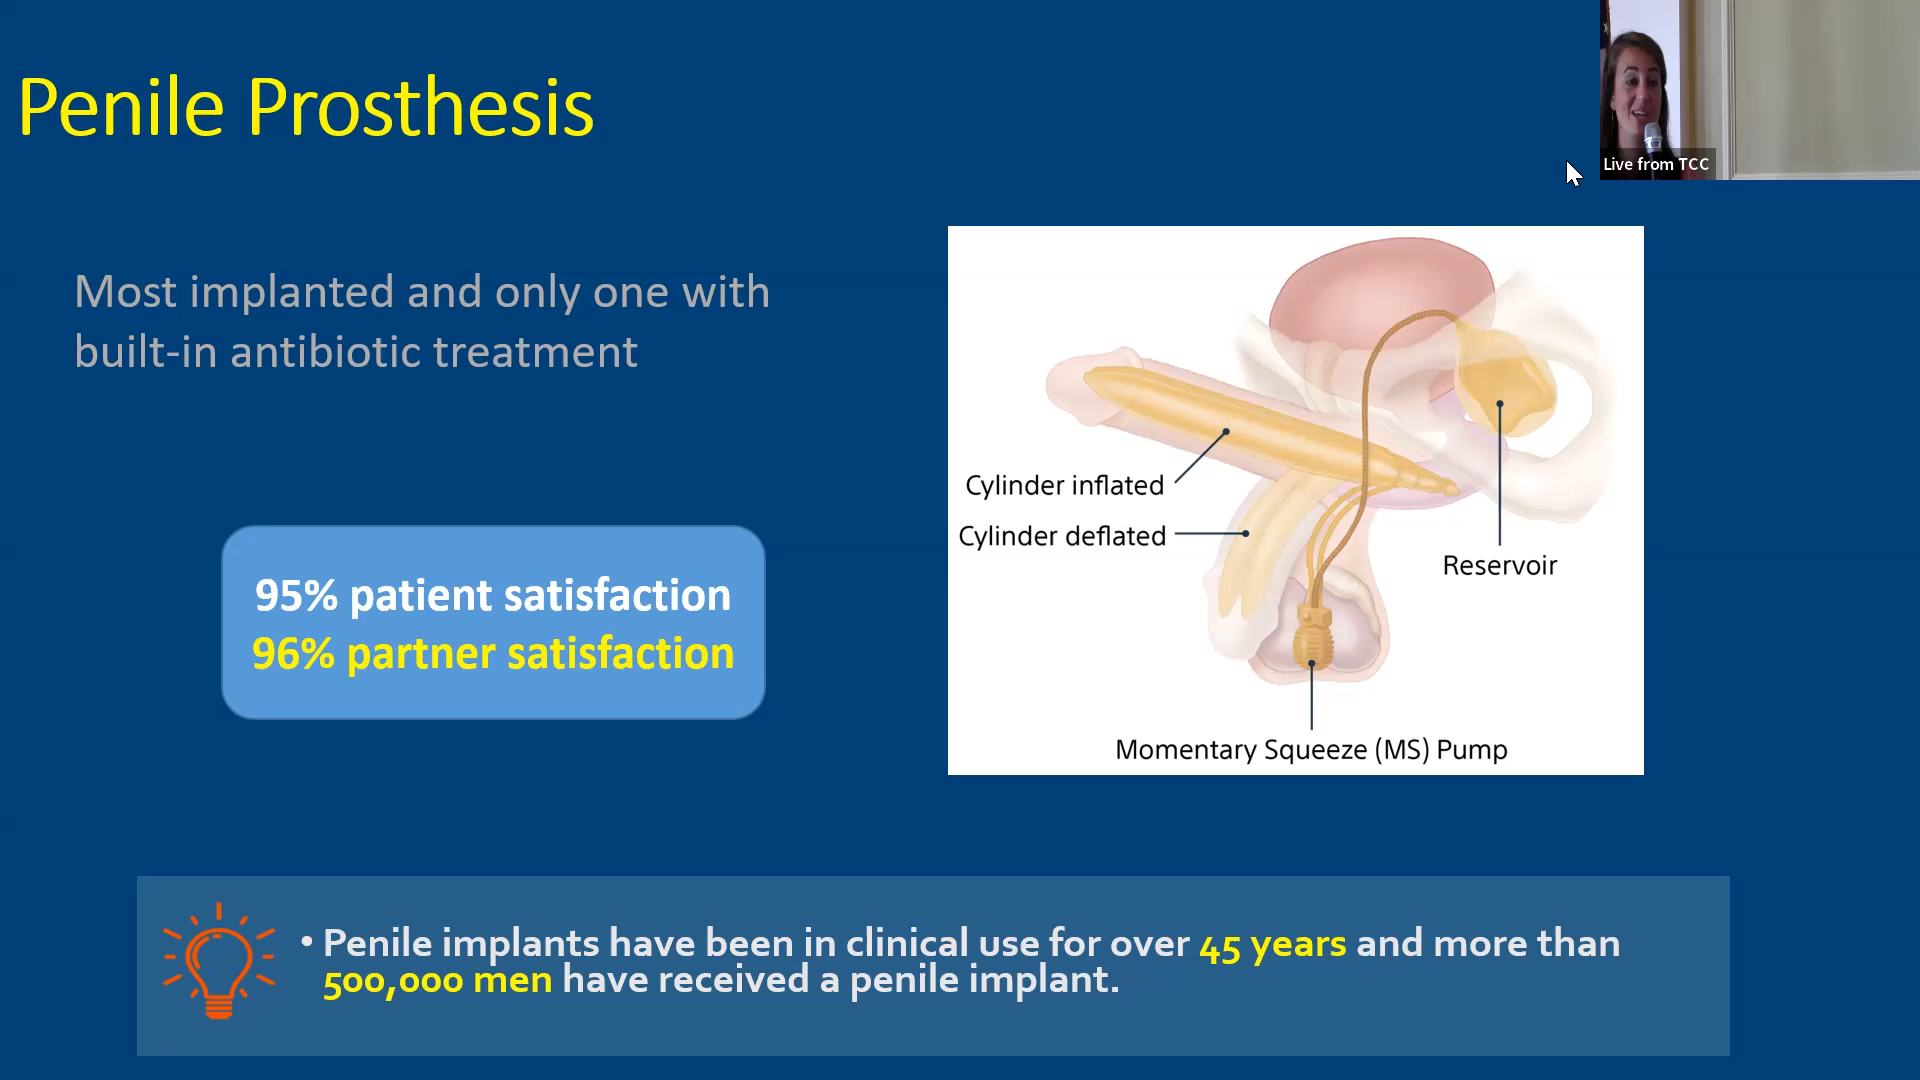 Penile Prosthesis
Live from TCC
Most implanted and only one with
built-in antibiotic treatment
95% patient satisfaction
96% partner satisfaction
Cylinder inflated
Cylinder deflated
Reservoir
Momentary Squeeze (MS) Pump
• Penile implants have been in clinical use for over 45 years and more than
500,000 men have received a penile implant.